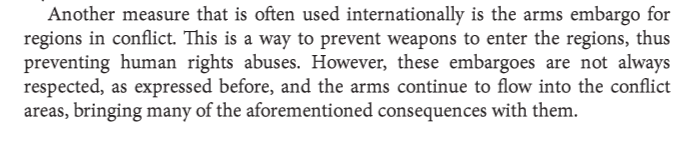 Another measure that is often used internationally is the arms embargo for
regions in conflict. This is a way to prevent weapons to enter the regions, thus
preventing human rights abuses. However, these embargoes are not always
respected, as expressed before, and the arms continue to flow into the conflict
areas, bringing many of the aforementioned consequences with them.